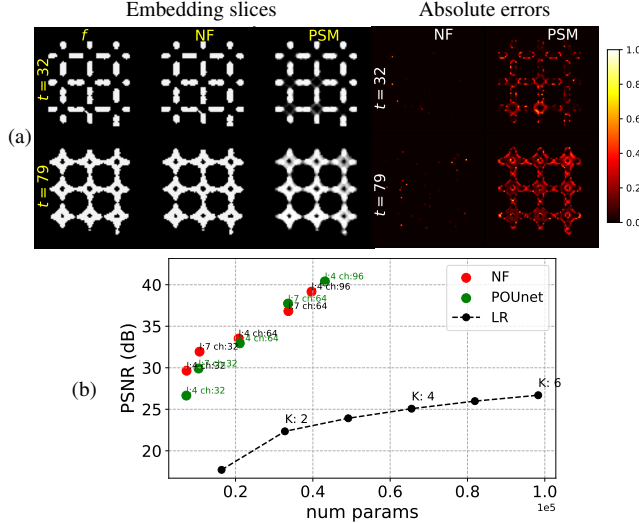 Embedding slices
Absolute errors
f NF PSM NF PSM
t = 32
t = 32
t = 79
t = 79
(a)
1.0
0.8
0.6
0.4
0.2
0.0
(b)
PSNR (dB)
40
35
30
25
20
l:4 ch:96
l:4 ch:96
l:7 ch:64
l:7 ch:64
l:4 ch:64
l:4 ch:64
l:7 ch:32
l:7 ch:32
l:4 ch:32
l:4 ch:32
K: 2
K: 4
K: 6
NF
POUnet
LR
0.2 0.4 0.6 0.8 1.0
1e5
num params